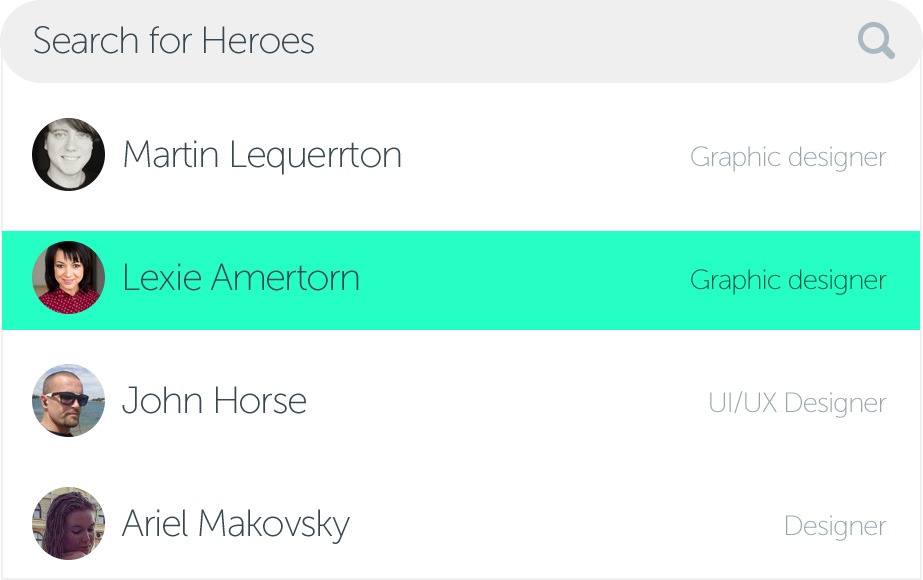 Search for Heroes
Martin Lequerrton
Graphic designer
Lexie Amertorn
Graphic designer
John Horse
UI/UX Designer
Ariel Makovsky
Designer